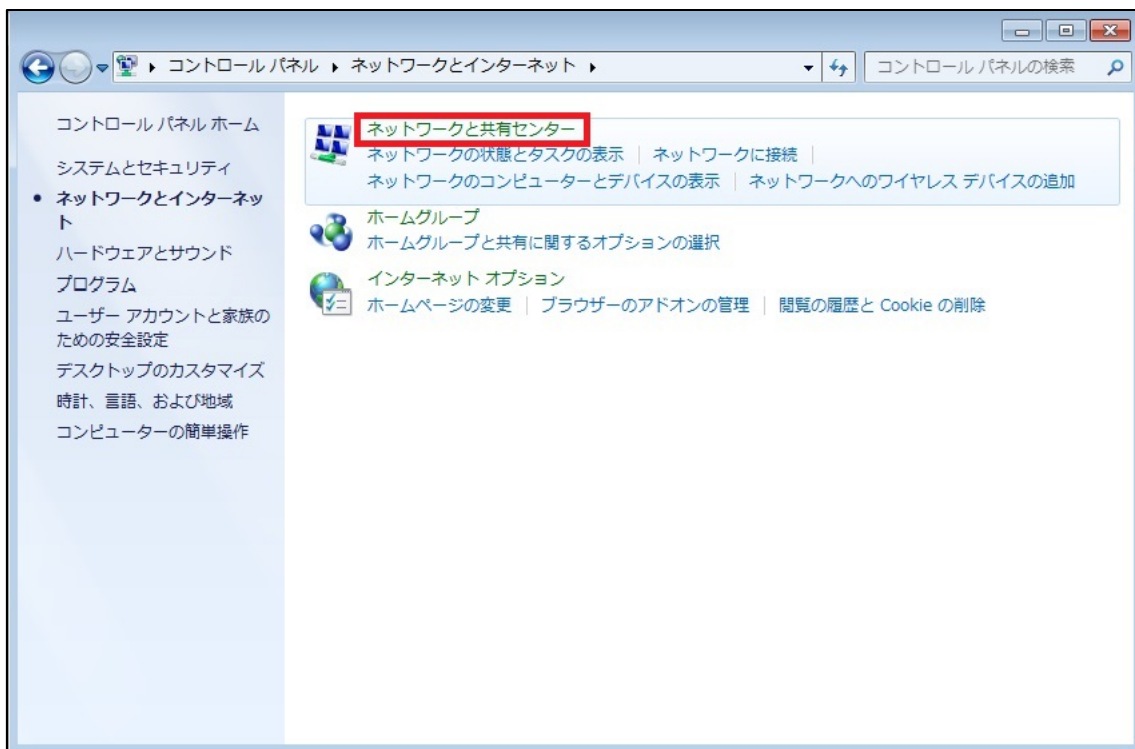 コントロール パネル ネットワークとインターネット コントロール パネルの検索
コントロール パネル ホーム
システムとセキュリティ
ネットワークとインターネッ
ト
ハードウェアとサウンド
プログラム
ユーザー アカウントと家族の
ための安全設定
デスクトップのカスタマイズ
時計、言語、および地域
コンピューターの簡単操作
ネットワークと共有センター
ネットワークの状態とタスクの表示 ネットワークに接続
ネットワークのコンピューターとデバイスの表示 ネットワークへのワイヤレス デバイスの追加
ホームグループ
ホームグループと共有に関するオプションの選択
インターネット オプション
ホームページの変更 ブラウザーのアドオンの管理 閲覧の履歴と Cookie の削除